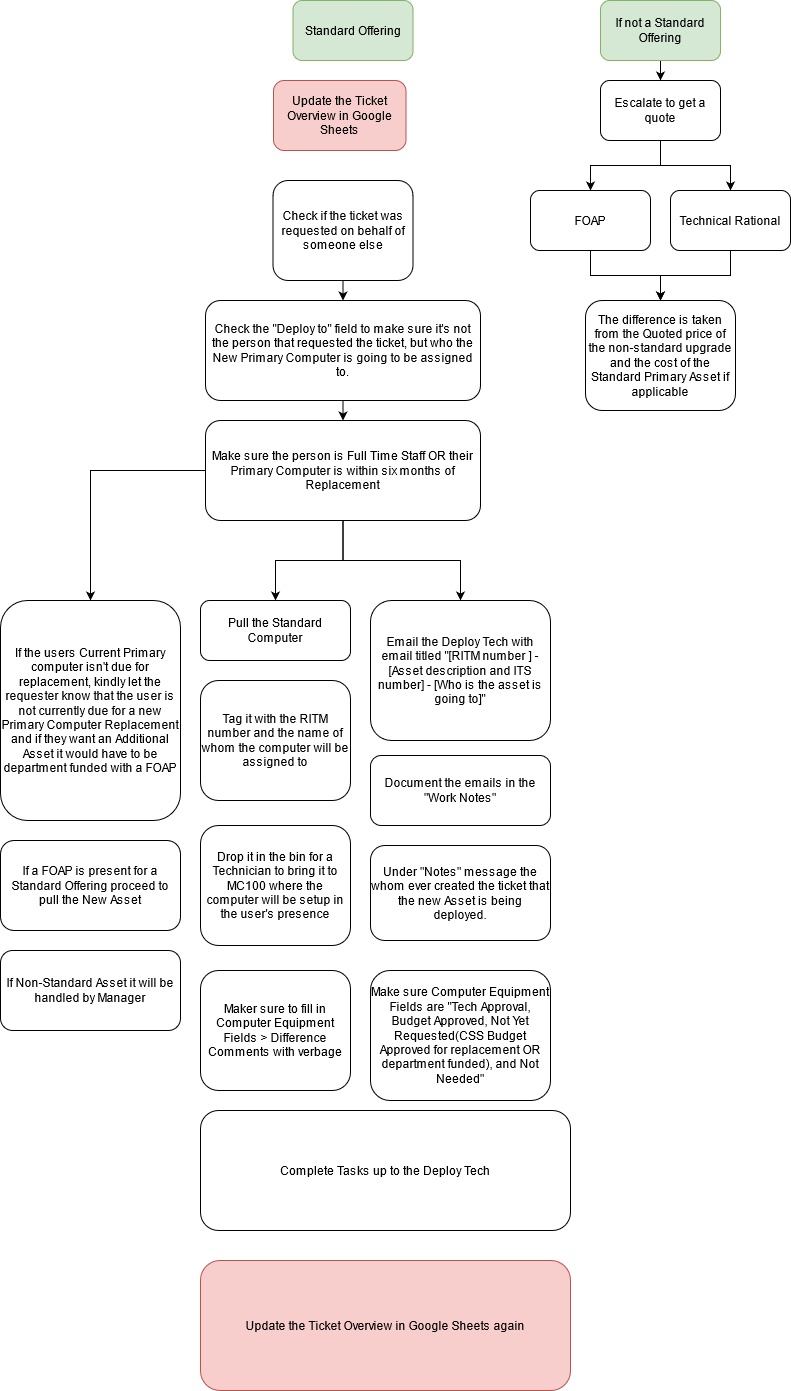 Standard Offering
Update the Ticket
Overview in Google
Sheets
Check if the ticket was
requested on behalf of
someone else
Check the "Deploy to" field to make sure it's not
the person that requested the ticket, but who the
New Primary Computer is going to be assigned
to.
Make sure the person is Full Time Staff OR their
Primary Computer is within six months of
Replacement
If the users Current Primary
computer isn't due for
replacement, kindly let the
requester know that the user is
not currently due for a new
Primary Computer Replacement
and if they want an Additional
Asset it would have to be
department funded with a FOAP
If a FOAP is present for a
Standard Offering proceed to
pull the New Asset
If Non-Standard Asset it will be
handled by Manager
Pull the Standard
Computer
Tag it with the RITM
number and the name of
whom the computer will be
assigned to
Drop it in the bin for a
Technician to bring it to
MC100 where the
computer will be setup in
the user's presence
Maker sure to fill in
Computer Equipment
Fields > Difference
Comments with verbage
Email the Deploy Tech with
email titled "[RITM number ] -
[Asset description and ITS
number] - [Who is the asset is
going to]"
Document the emails in the
"Work Notes"
Under "Notes" message the
whom ever created the ticket that
the new Asset is being
deployed.
Make sure Computer Equipment
Fields are "Tech Approval,
Budget Approved, Not Yet
Requested(CSS Budget
Approved for replacement OR
department funded), and Not
Needed"
Complete Tasks up to the Deploy Tech
Update the Ticket Overview in Google Sheets again
If not a Standard
Offering
Escalate to get a
quote
FOAP
Technical Rational
The difference is taken
from the Quoted price of
the non-standard upgrade
and the cost of the
Standard Primary Asset if
applicable